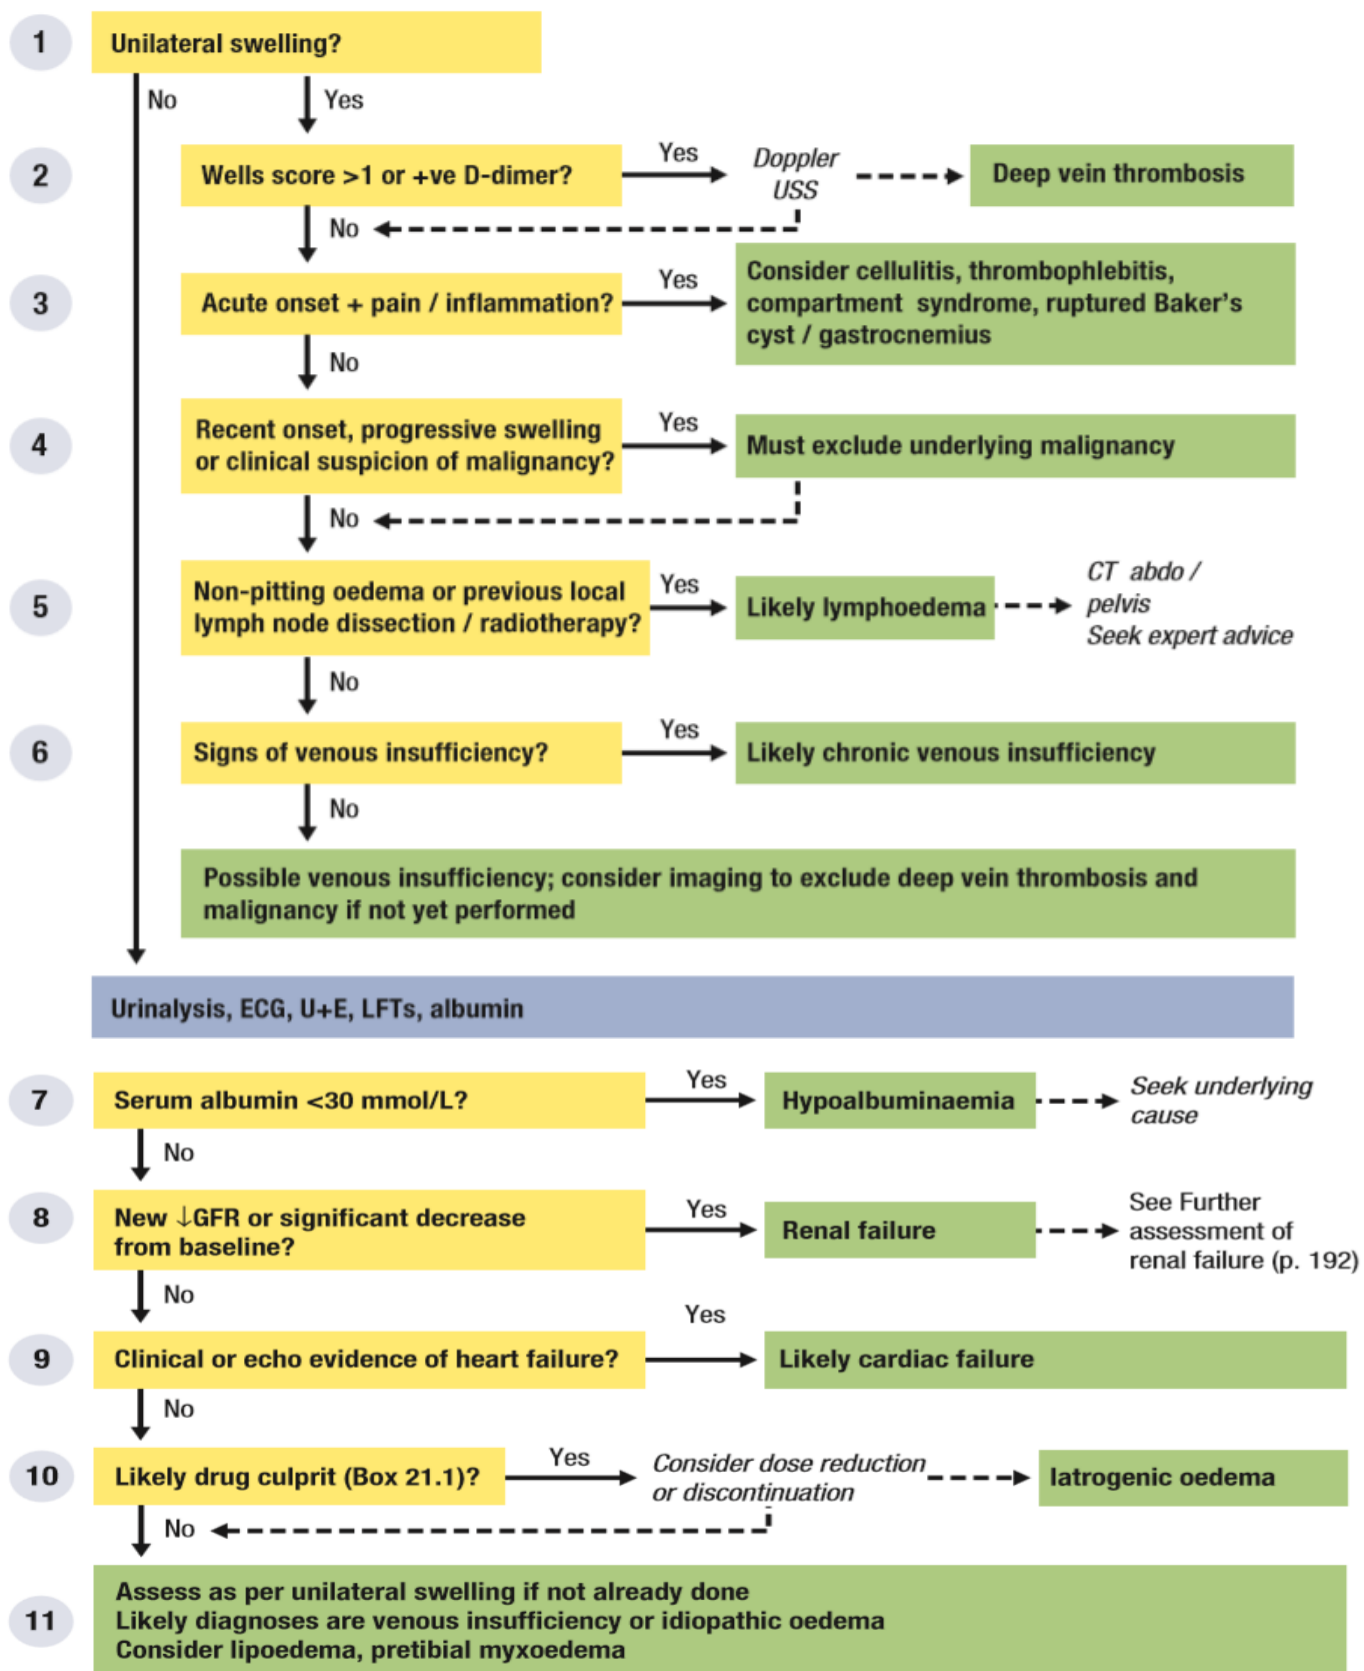 1
Unilateral swelling?
No
Yes
2
Wells score >1 or +ve D-dimer?
Yes
Doppler
USS
Deep vein thrombosis
No
3
Acute onset + pain / inflammation?
Yes
Consider cellulitis, thrombophlebitis,
compartment syndrome, ruptured Baker's
cyst / gastrocnemius
No
4
Recent onset, progressive swelling
or clinical suspicion of malignancy?
Yes
Must exclude underlying malignancy
No
5
Non-pitting oedema or previous local
lymph node dissection / radiotherapy?
Yes
Likely lymphoedema
CT abdo /
pelvis
Seek expert advice
No
6
Signs of venous insufficiency?
Yes
Likely chronic venous insufficiency
No
Possible venous insufficiency; consider imaging to exclude deep vein thrombosis and
malignancy if not yet performed
Urinalysis, ECG, U+E, LFTs, albumin
7
Serum albumin <30 mmol/L?
Yes
Hypoalbuminaemia
Seek underlying
cause
No
8
New ↓GFR or significant decrease
from baseline?
Yes
Renal failure
See Further
assessment of
renal failure (p. 192)
No
9
Clinical or echo evidence of heart failure?
Yes
Likely cardiac failure
No
10
Likely drug culprit (Box 21.1)?
Yes
Consider dose reduction
or discontinuation
Iatrogenic oedema
No
11
Assess as per unilateral swelling if not already done
Likely diagnoses are venous insufficiency or idiopathic oedema
Consider lipoedema, pretibial myxoedema